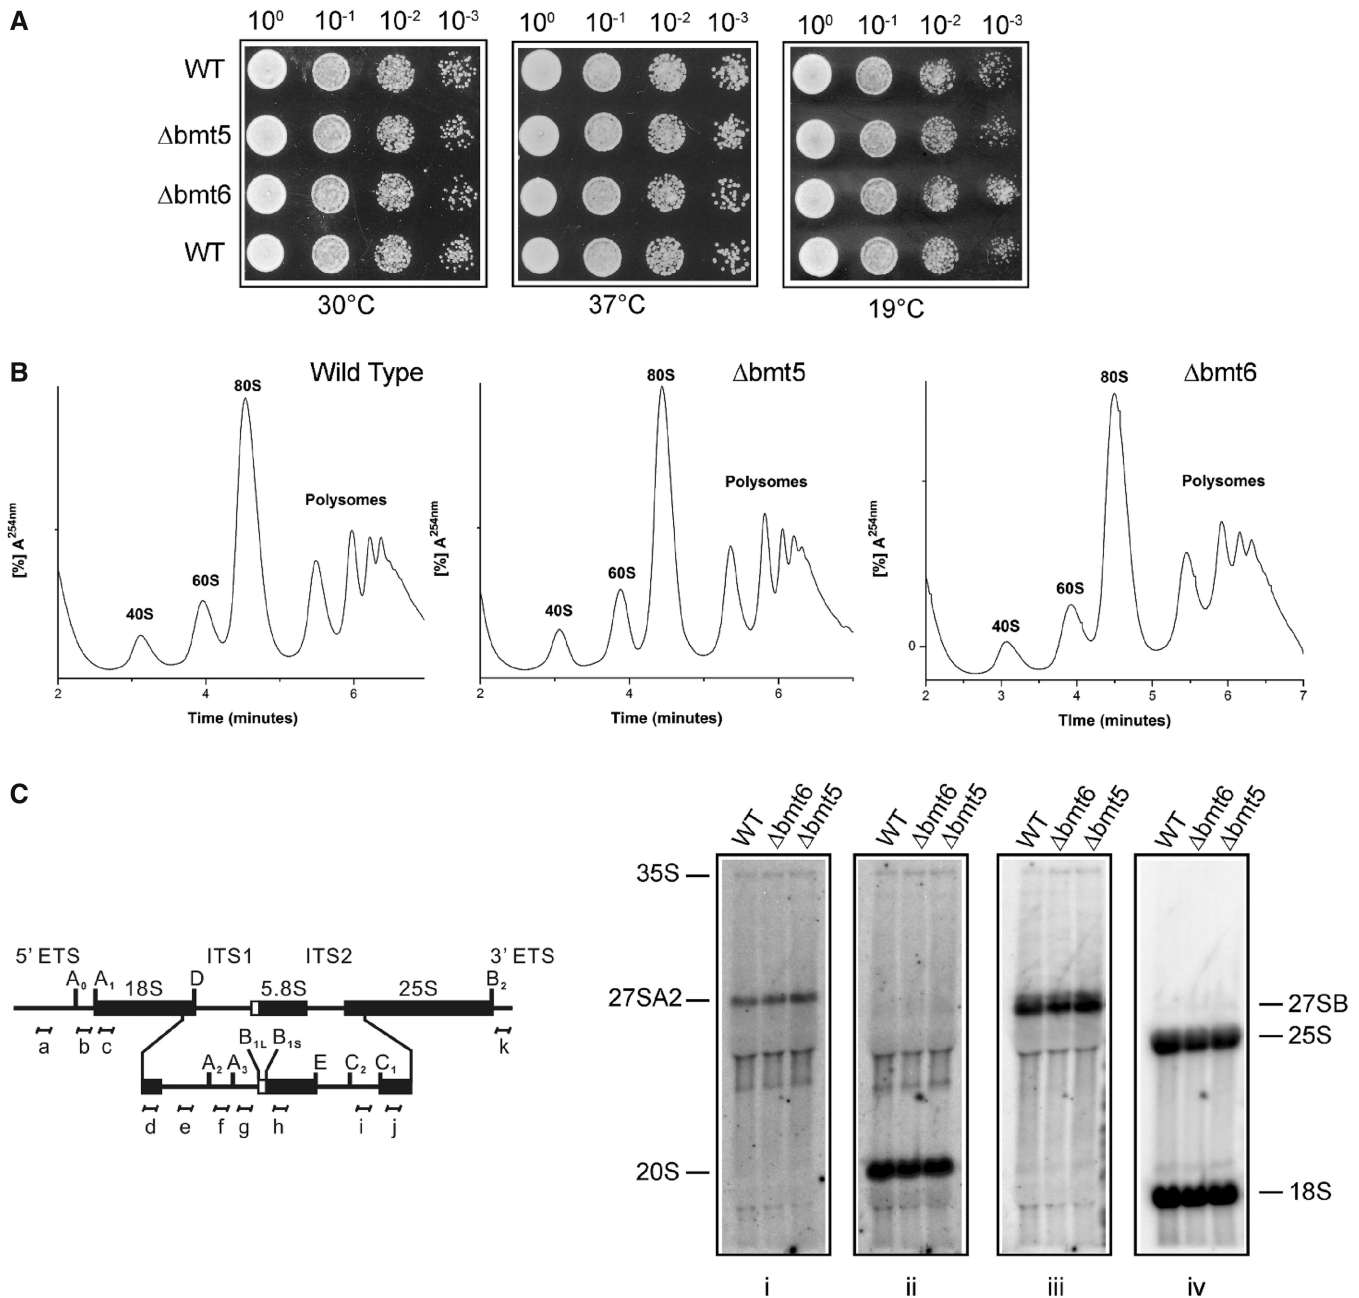 A
10⁰ 10⁻¹ 10⁻² 10⁻³ 10⁰ 10⁻¹ 10⁻² 10⁻³ 10⁰ 10⁻¹ 10⁻² 10⁻³
WT
Δbmt5
Δbmt6
WT
30°C 37°C 19°C
B
Wild Type
[%] A²⁵⁴ⁿᵐ
40S
60S
80S
Polysomes
2 4 6
Time (minutes)
Δbmt5
[%] A²⁵⁴ⁿᵐ
40S
60S
80S
Polysomes
2 4 6
Time (minutes)
Δbmt6
[%] A²⁵⁴ⁿᵐ
0
40S
60S
80S
Polysomes
2 3 4 5 6 7
TIme (minutes)
C
5' ETS ITS1 ITS2 3' ETS
A₀ A₁ 18S D 5.8S 25S B₂
a b c k
B₁L B₁S
A₂ A₃ E C₂ C₁
d e f g h i j
WT Δbmt6 Δbmt5 WT Δbmt6 Δbmt5 WT Δbmt6 Δbmt5 WT Δbmt6 Δbmt5
35S
27SA2
20S
27SB
25S
18S
i ii iii iv